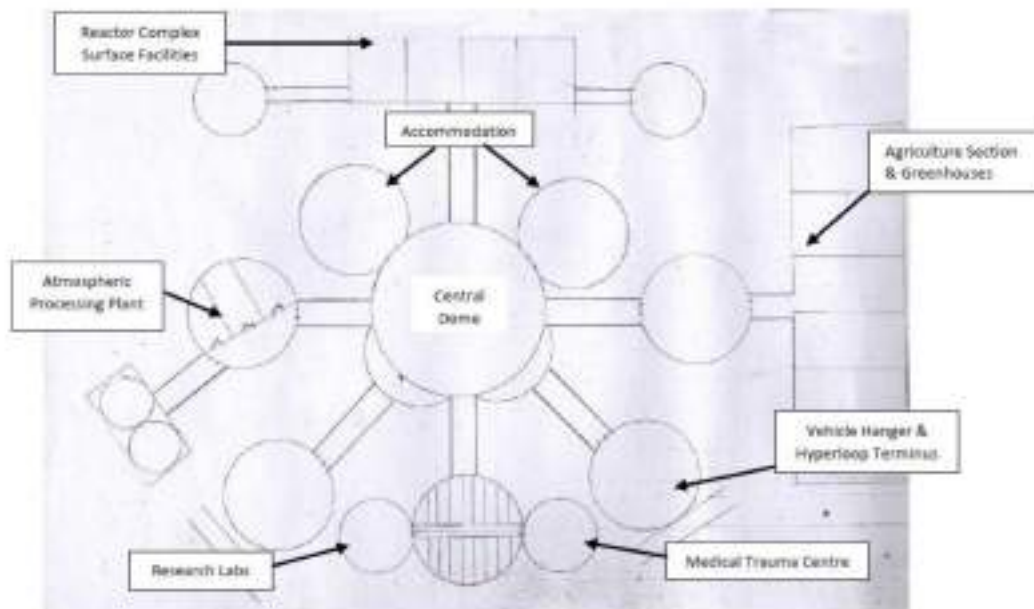 Reactor Complex
Surface Facilities
Accommodation
Agriculture Section
& Greenhouses
Atmospheric
Processing Plant
Central
Dome
Vehicle Hanger &
Hyperloop Terminus
Research Labs
Medical Trauma Centre